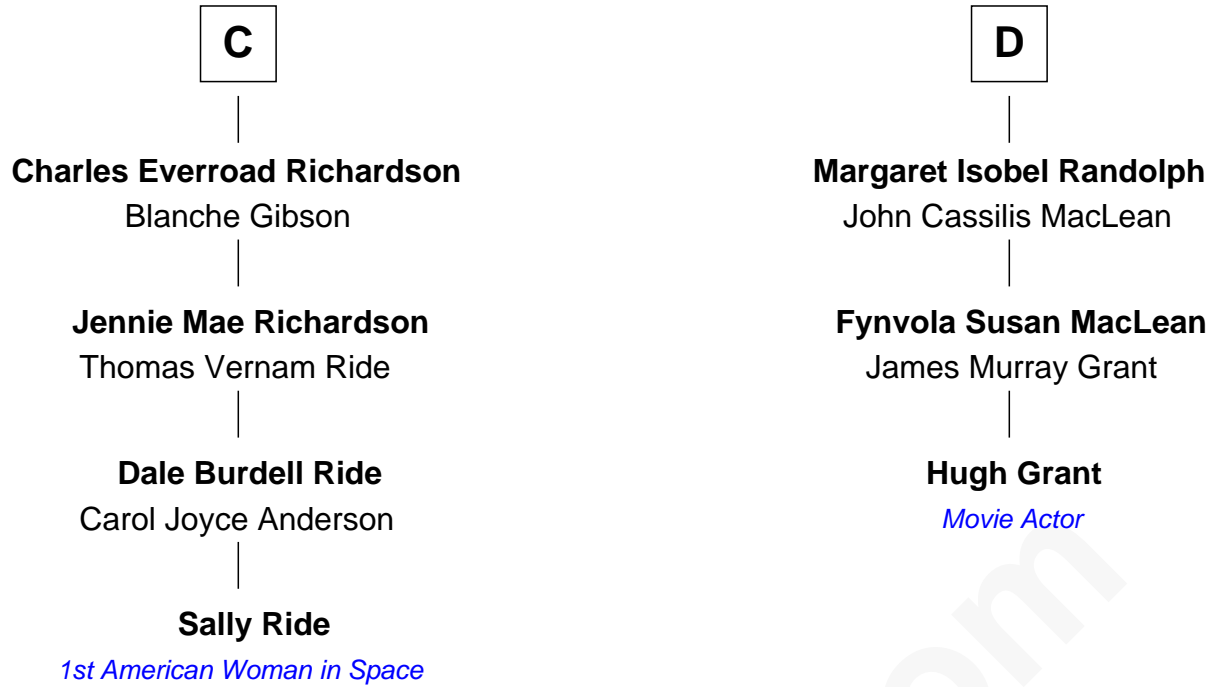 C
Charles Everroad Richardson
Blanche Gibson
Jennie Mae Richardson
Thomas Vernam Ride
Dale Burdell Ride
Carol Joyce Anderson
Sally Ride
1st American Woman in Space
D
Margaret Isobel Randolph
John Cassilis MacLean
Fynvola Susan MacLean
James Murray Grant
Hugh Grant
Movie Actor
om